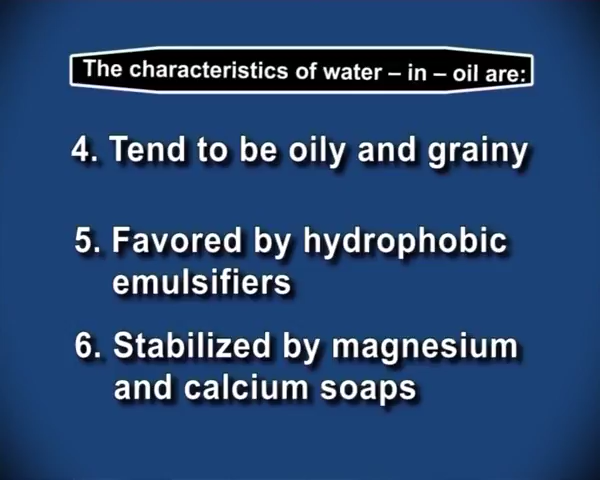 The characteristics of water – in – oil are:
4. Tend to be oily and grainy
5. Favored by hydrophobic
emulsifiers
6. Stabilized by magnesium
and calcium soaps